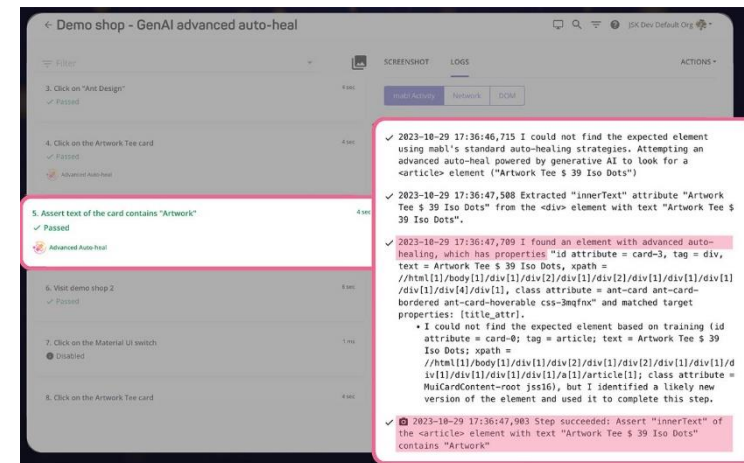 ← Demo shop - GenAI advanced auto-heal
JSK Dev Default Org
Filter
3. Click on "Ant Design"
4 sec
✓ Passed
4. Click on the Artwork Tee card
4 sec
✓ Passed
Advanced Auto-heal
5. Assert text of the card contains "Artwork"
4 sec
✓ Passed
Advanced Auto-heal
6. Visit demo shop 2
✓ Passed
7. Click on the Material UI switch
1 ms
Disabled
8. Click on the Artwork Tee card
4 sec
SCREENSHOT LOGS ACTIONS
mabl Activity Network DOM
✓ 2023-10-29 17:36:46,715 I could not find the expected element
using mabl's standard auto-healing strategies. Attempting an
advanced auto-heal powered by generative AI to look for a
<article> element ("Artwork Tee $ 39 Iso Dots")
✓ 2023-10-29 17:36:47,508 Extracted "innerText" attribute "Artwork
Tee $ 39 Iso Dots" from the <div> element with text "Artwork Tee $
39 Iso Dots".
✓ 2023-10-29 17:36:47,709 I found an element with advanced auto-
healing, which has properties "id attribute = card-3, tag = div,
text = Artwork Tee $ 39 Iso Dots, xpath =
//html[1]/body[1]/div[1]/div[2]/div[1]/div[2]/div[1]/div[1]/div[1]
/div[1]/div[4]/div[1], class attribute = ant-card ant-card-
bordered ant-card-hoverable css-3mqfnx" and matched target
properties: [title_attr].
• I could not find the expected element based on training (id
attribute = card-0; tag = article; text = Artwork Tee $ 39
Iso Dots; xpath =
//html[1]/body[1]/div[1]/div[2]/div[1]/div[2]/div[1]/div[1]/d
iv[1]/div[1]/div[1]/div[1]/a[1]/article[1]; class attribute =
MuiCardContent-root jss16), but I identified a likely new
version of the element and used it to complete this step.
✓ 2023-10-29 17:36:47,903 Step succeeded: Assert "innerText" of
the <article> element with text "Artwork Tee $ 39 Iso Dots"
contains "Artwork"